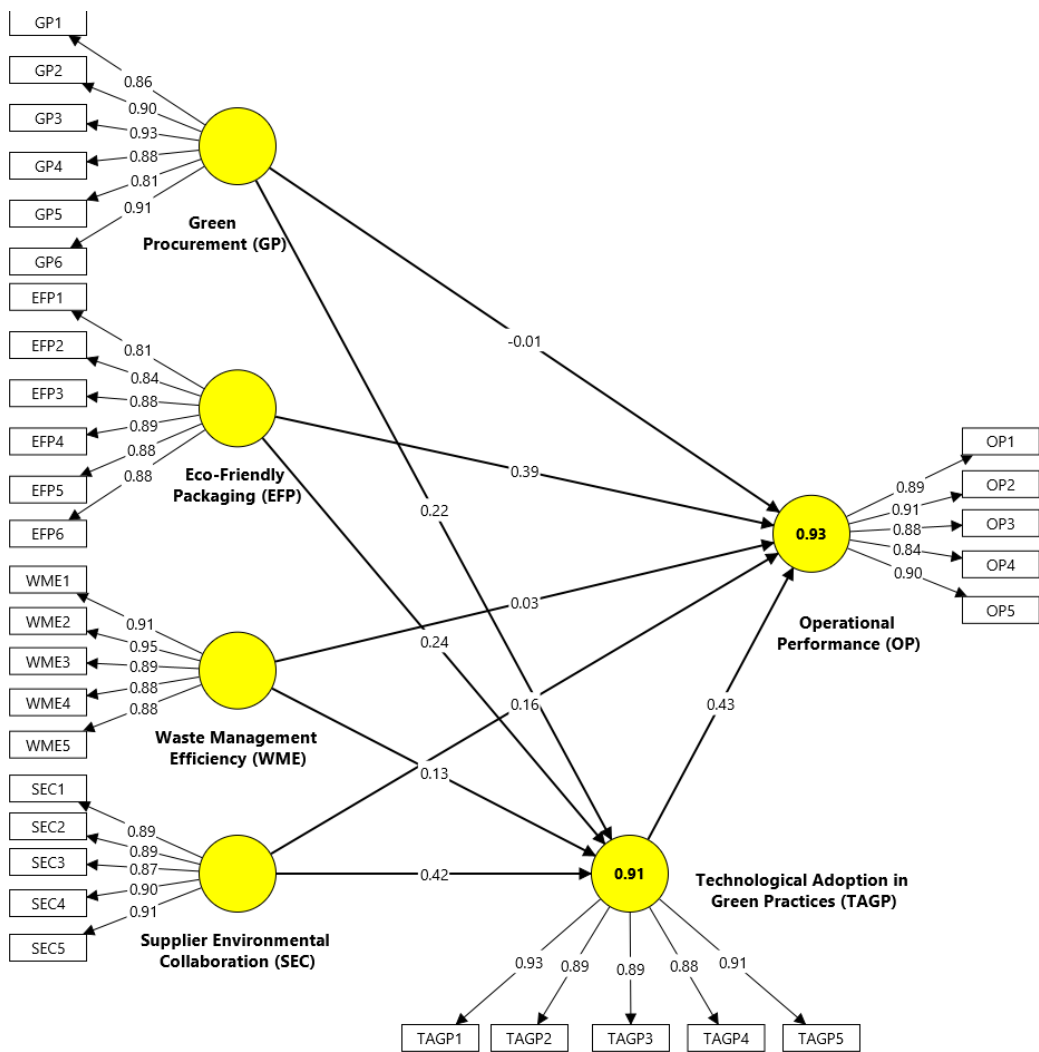 GP1
GP2
GP3
GP4
GP5
GP6
0.86
0.90
0.93
0.88
0.81
0.91
Green
Procurement (GP)
EFP1
EFP2
EFP3
EFP4
EFP5
EFP6
0.81
0.84
0.88
0.89
0.88
0.88
Eco-Friendly
Packaging (EFP)
WME1
WME2
WME3
WME4
WME5
0.91
0.95
0.89
0.88
0.88
Waste Management
Efficiency (WME)
SEC1
SEC2
SEC3
SEC4
SEC5
0.89
0.89
0.87
0.90
0.91
Supplier Environmental
Collaboration (SEC)
-0.01
0.39
0.22
0.03
0.24
0.16
0.13
0.42
0.43
0.93
Operational
Performance (OP)
0.89
0.91
0.88
0.84
0.90
OP1
OP2
OP3
OP4
OP5
0.91
Technological Adoption in
Green Practices (TAGP)
0.93
0.89
0.89
0.88
0.91
TAGP1
TAGP2
TAGP3
TAGP4
TAGP5